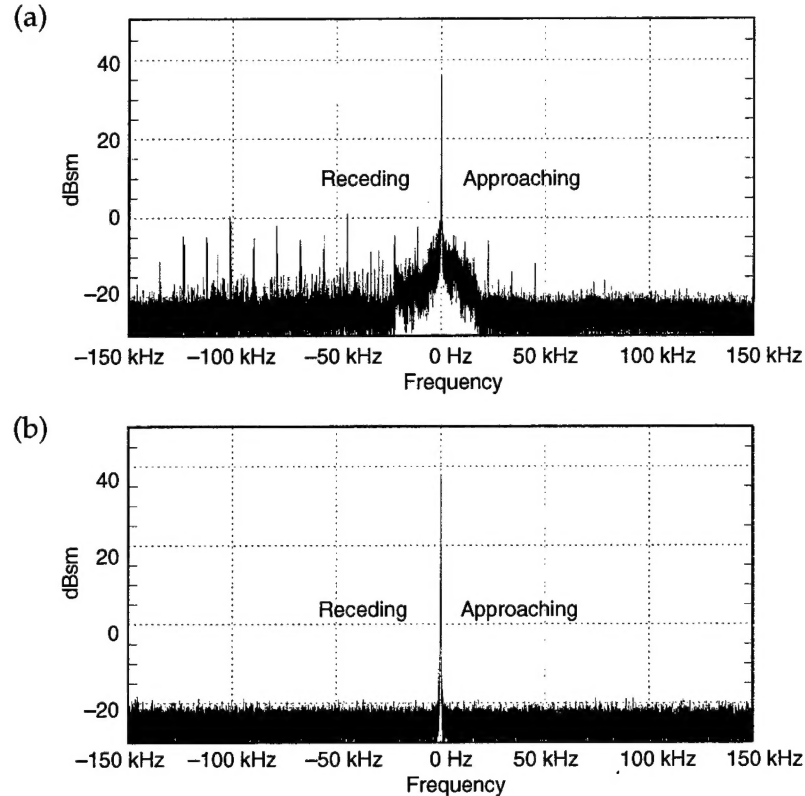 (a)
40
20
0
−20
dBsm
Receding Approaching
−150 kHz −100 kHz −50 kHz 0 Hz 50 kHz 100 kHz 150 kHz
Frequency
(b)
40
20
0
−20
dBsm
Receding Approaching
−150 kHz −100 kHz −50 kHz 0 Hz 50 kHz 100 kHz 150 kHz
Frequency